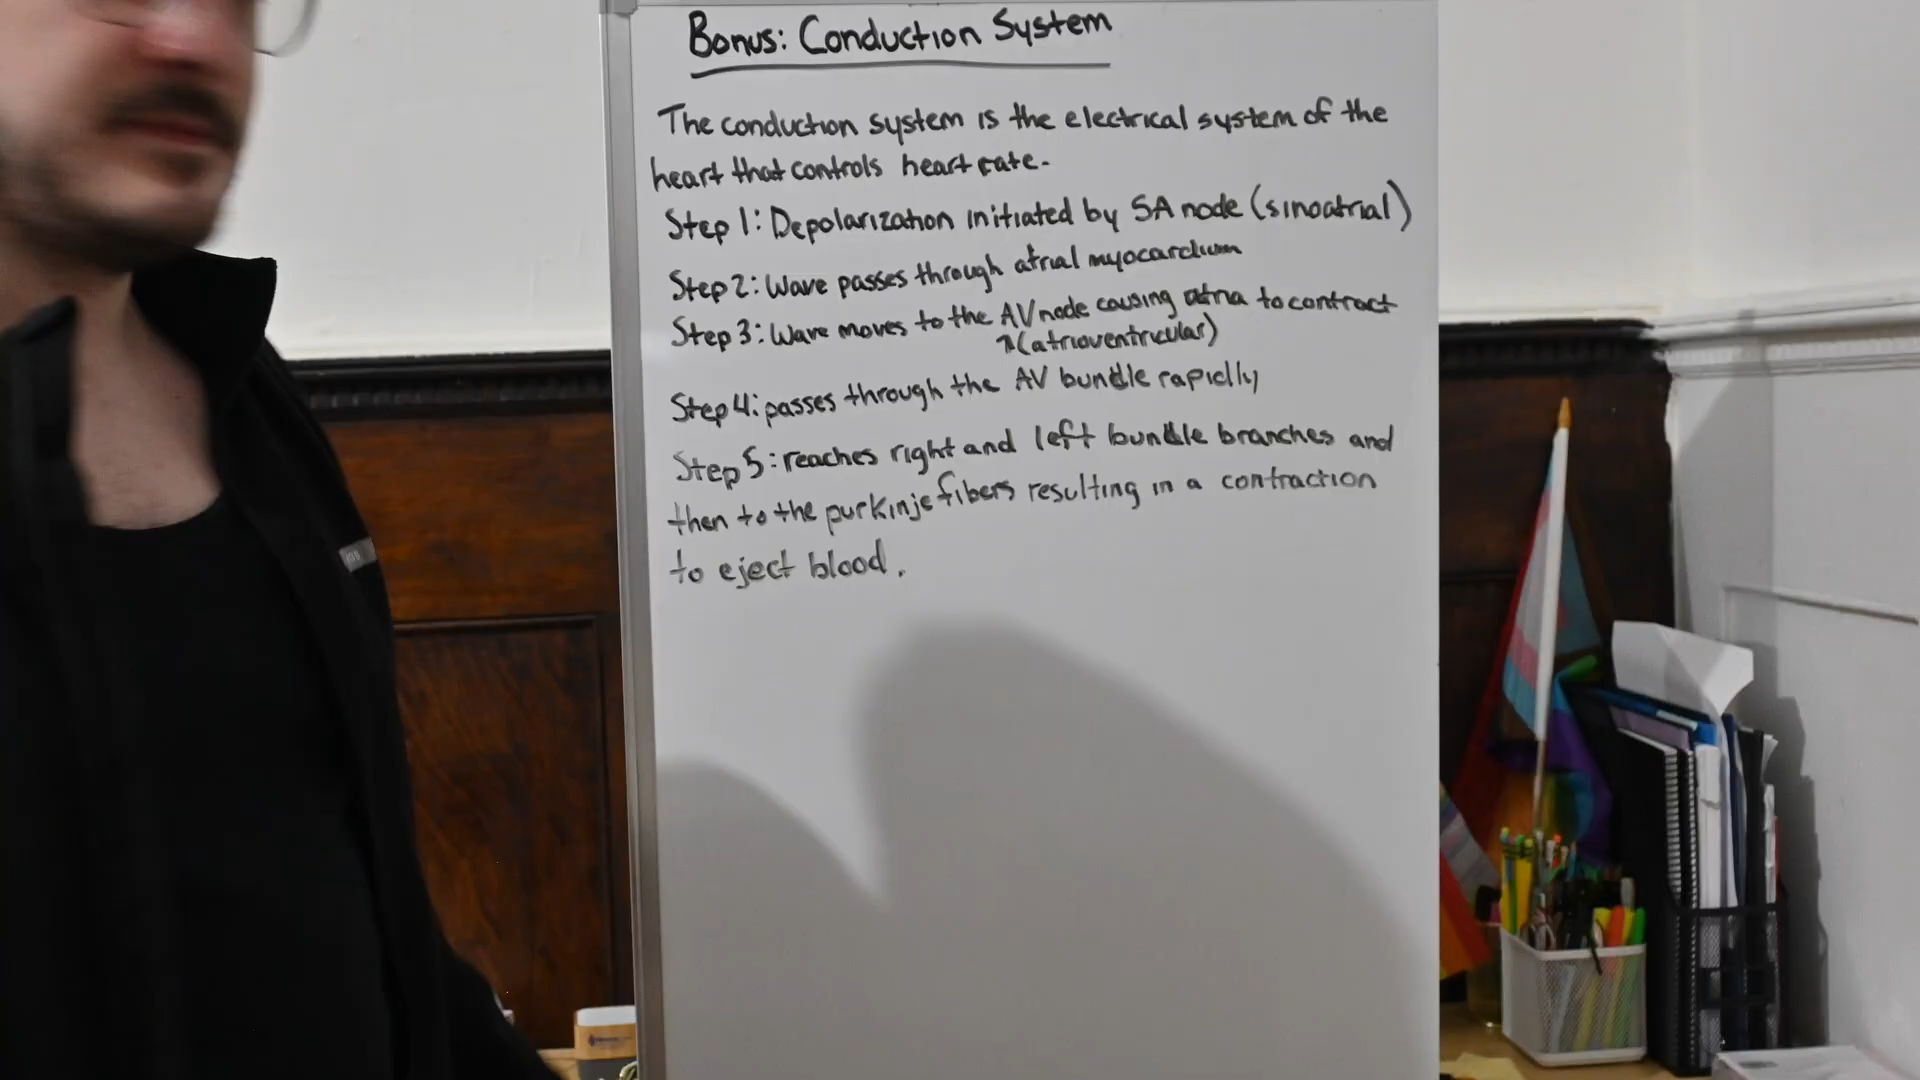 Bonus: Conduction System
The conduction system is the electrical system of the
heart that controls heart rate.
Step 1: Depolarization initiated by SA node (sinoatrial)
Step 2: Wave passes through atrial myocardium
Step 3: Wave moves to the AV node causing atria to contract
(atrioventricular)
Step 4: passes through the AV bundle rapidly
Step 5: reaches right and left bundle branches and
then to the purkinje fibers resulting in a contraction
to eject blood.